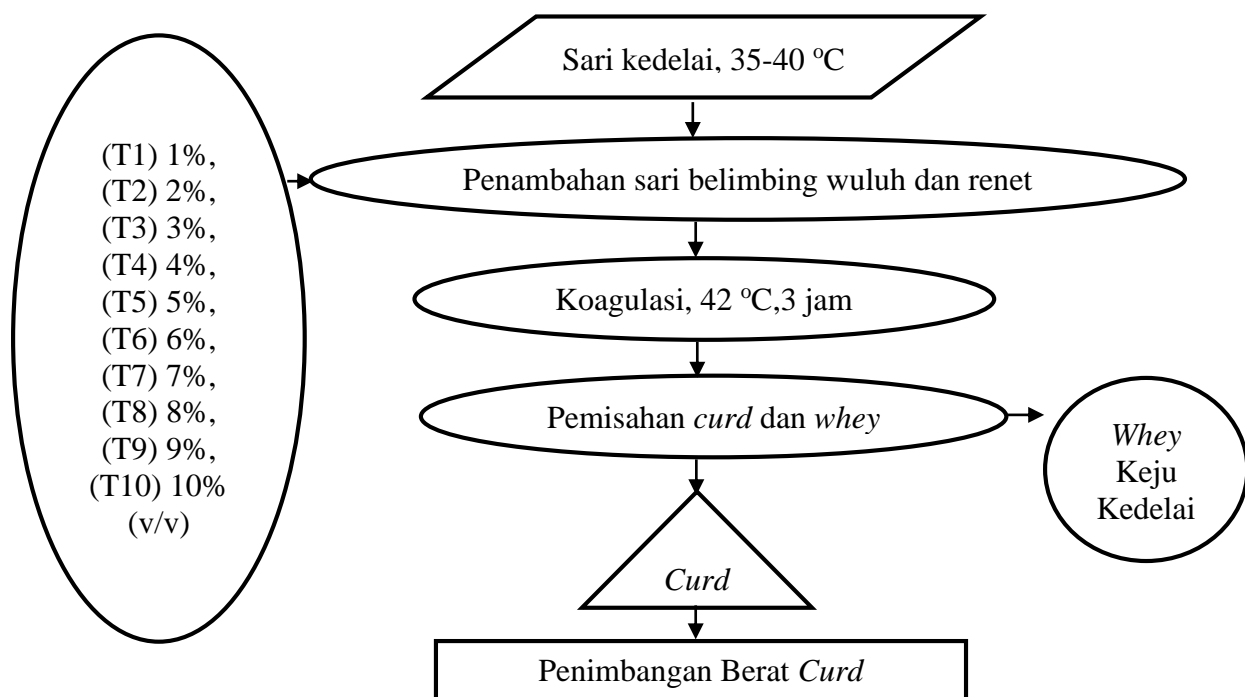 Sari kedelai, 35-40 ºC
(T1) 1%,
(T2) 2%,
(T3) 3%,
(T4) 4%,
(T5) 5%,
(T6) 6%,
(T7) 7%,
(T8) 8%,
(T9) 9%,
(T10) 10%
(v/v)
Penambahan sari belimbing wuluh dan renet
Koagulasi, 42 ºC,3 jam
Pemisahan curd dan whey
Whey
Keju
Kedelai
Curd
Penimbangan Berat Curd